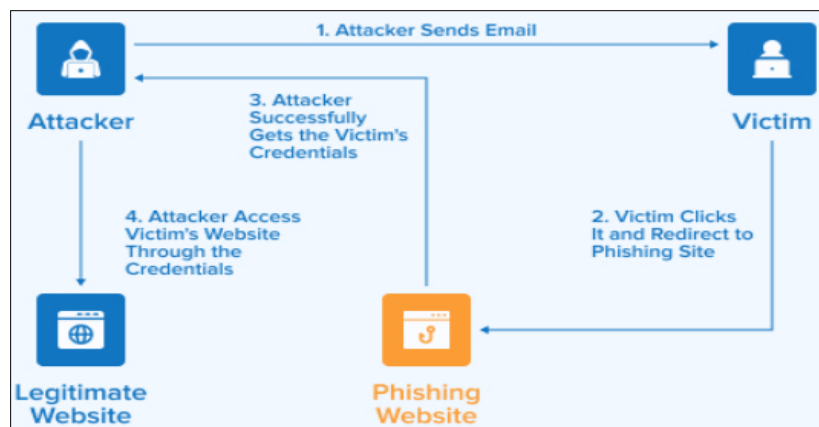 1. Attacker Sends Email
Attacker
Victim
3. Attacker
Successfully
Gets the Victim's
Credentials
2. Victim Clicks
It and Redirect to
Phishing Site
4. Attacker Access
Victim's Website
Through the
Credentials
Legitimate
Website
Phishing
Website